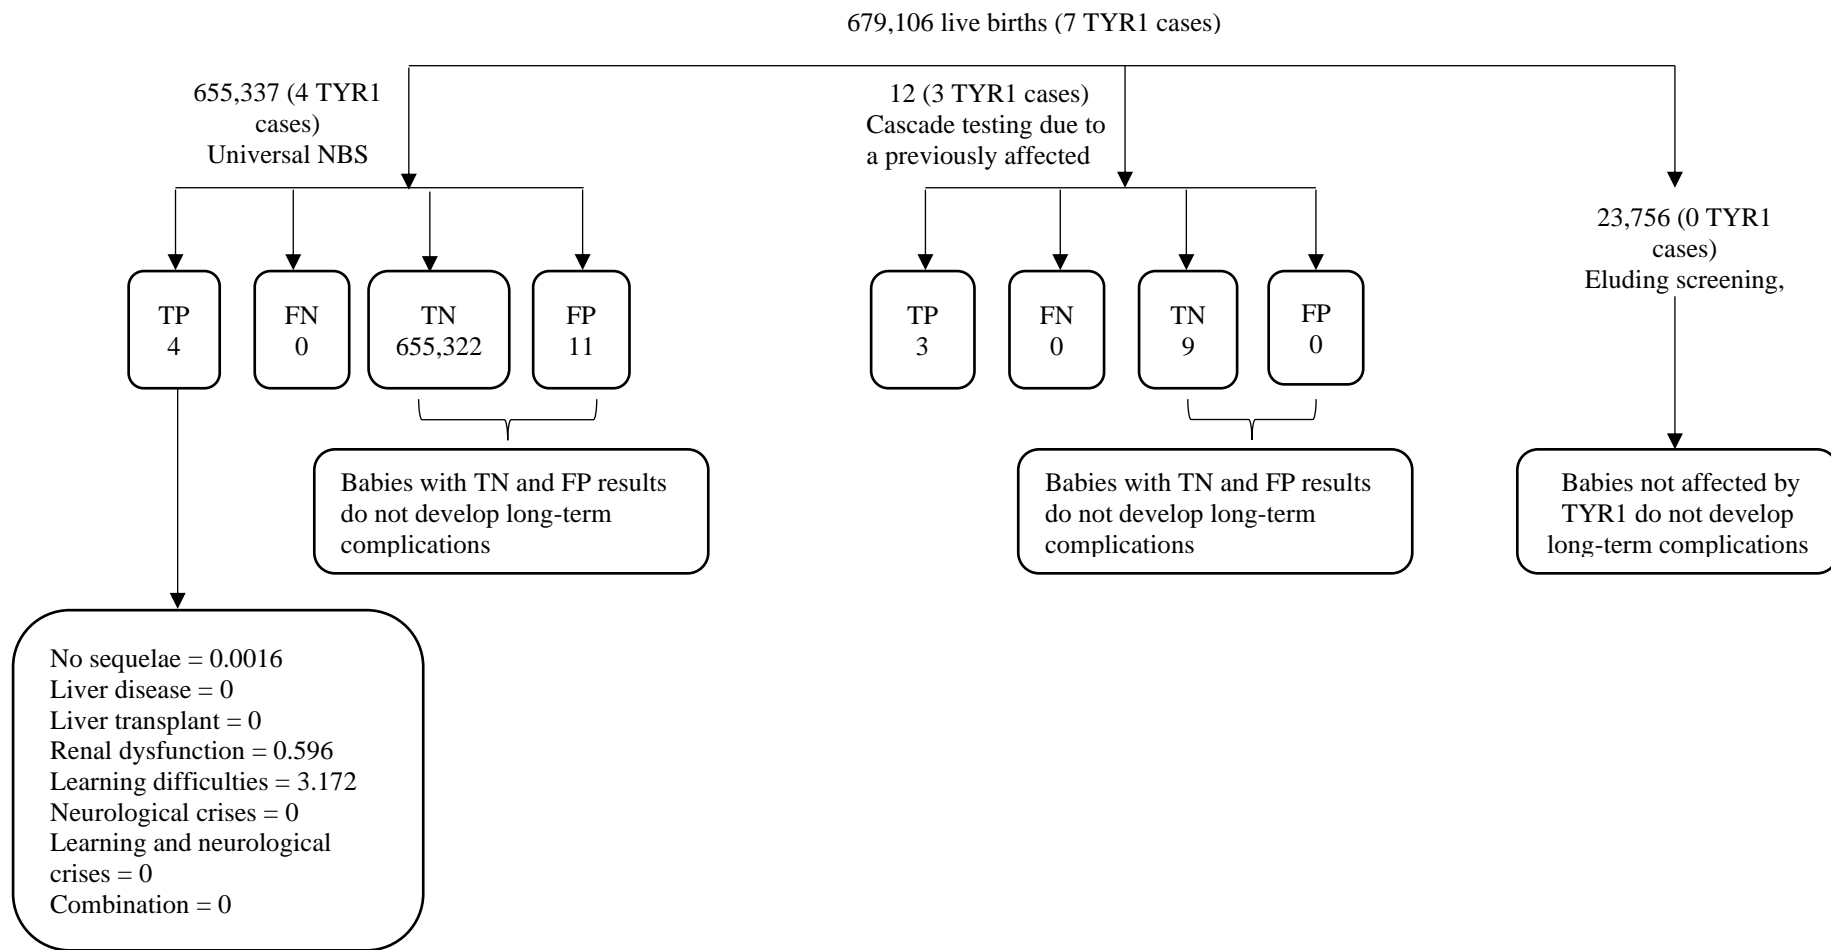 679,106 live births (7 TYR1 cases)
655,337 (4 TYR1
cases)
Universal NBS
12 (3 TYR1 cases)
Cascade testing due to
a previously affected
23,756 (0 TYR1
cases)
Eluding screening,
TP
4
FN
0
TN
655,322
FP
11
TP
3
FN
0
TN
9
FP
0
Babies with TN and FP results
do not develop long-term
complications
Babies with TN and FP results
do not develop long-term
complications
Babies not affected by
TYR1 do not develop
long-term complications
No sequelae = 0.0016
Liver disease = 0
Liver transplant = 0
Renal dysfunction = 0.596
Learning difficulties = 3.172
Neurological crises = 0
Learning and neurological
crises = 0
Combination = 0